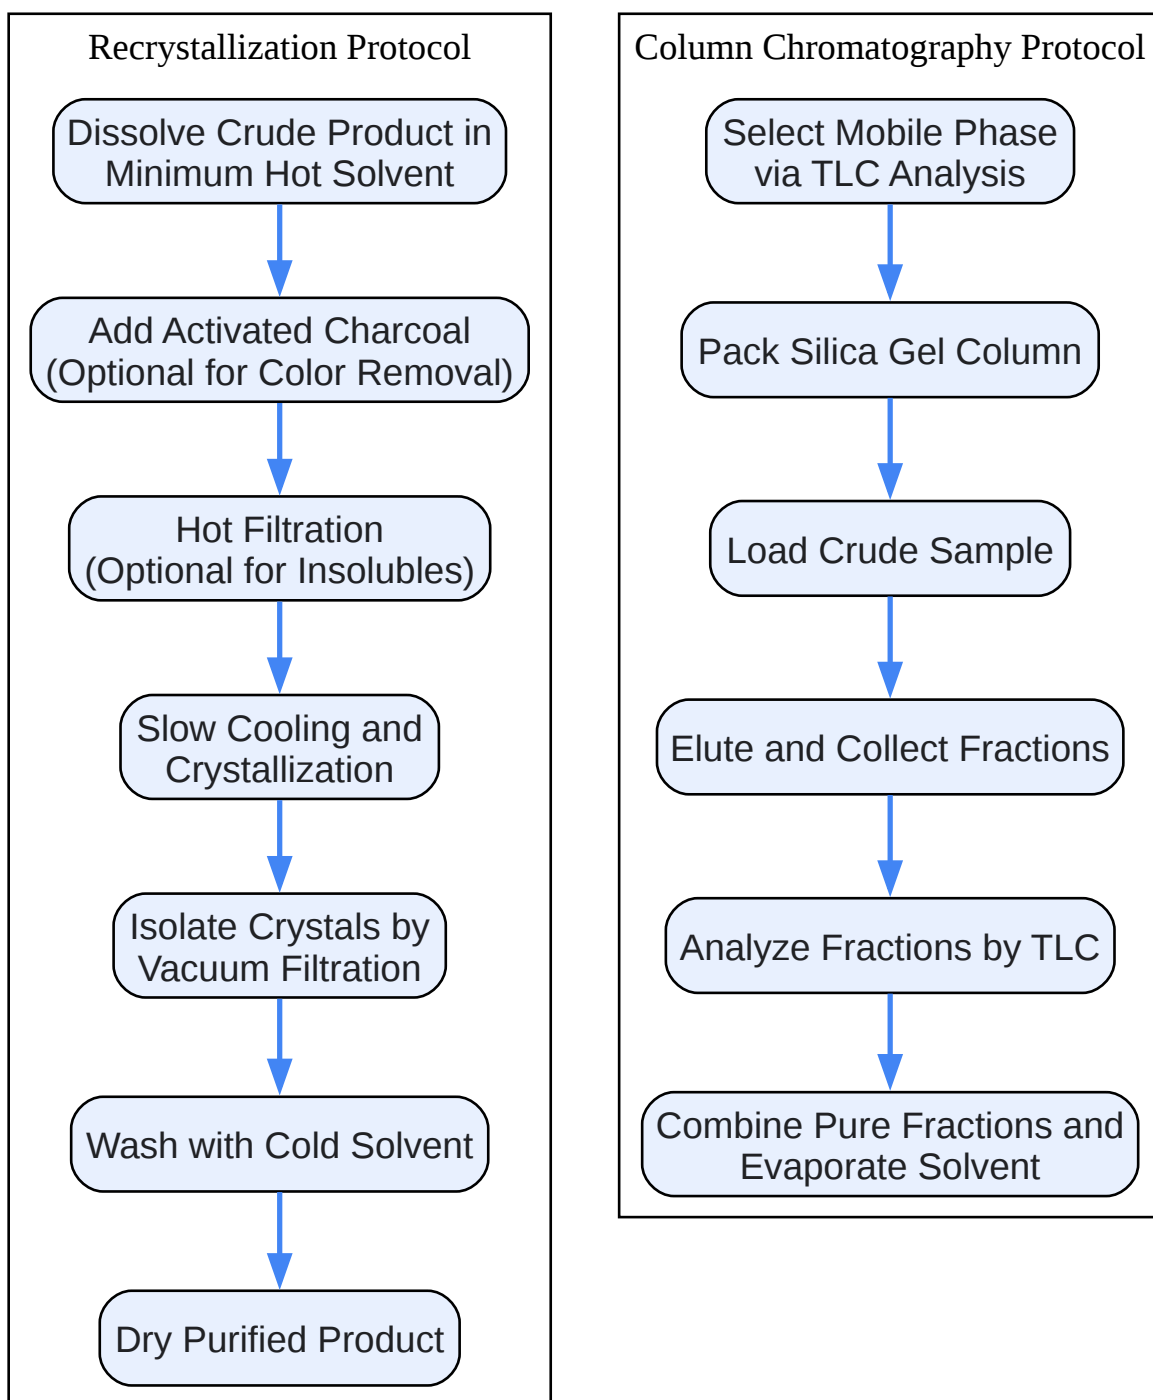 Recrystallization Protocol
Dissolve Crude Product in
Minimum Hot Solvent
Add Activated Charcoal
(Optional for Color Removal)
Hot Filtration
(Optional for Insolubles)
Slow Cooling and
Crystallization
Isolate Crystals by
Vacuum Filtration
Wash with Cold Solvent
Dry Purified Product
Column Chromatography Protocol
Select Mobile Phase
via TLC Analysis
Pack Silica Gel Column
Load Crude Sample
Elute and Collect Fractions
Analyze Fractions by TLC
Combine Pure Fractions and
Evaporate Solvent